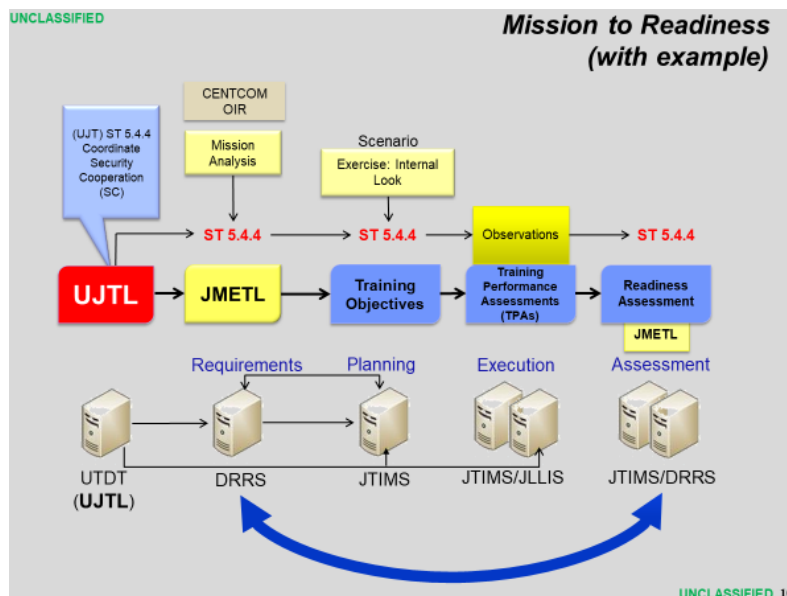 UNCLASSIFIED
Mission to Readiness
(with example)
CENTCOM
OIR
(UJT) ST 5.4.4
Coordinate
Security
Cooperation
(SC)
Mission
Analysis
Scenario
Exercise: Internal
Look
ST 5.4.4
ST 5.4.4
Observations
ST 5.4.4
UJTL
JMETL
Training
Objectives
Training
Performance
Assessments
(TPAs)
Readiness
Assessment
JMETL
Requirements
Planning
Execution
Assessment
UTDT
(UJTL)
DRRS
JTIMS
JTIMS/JLLIS
JTIMS/DRRS
UNCLASSIFIED